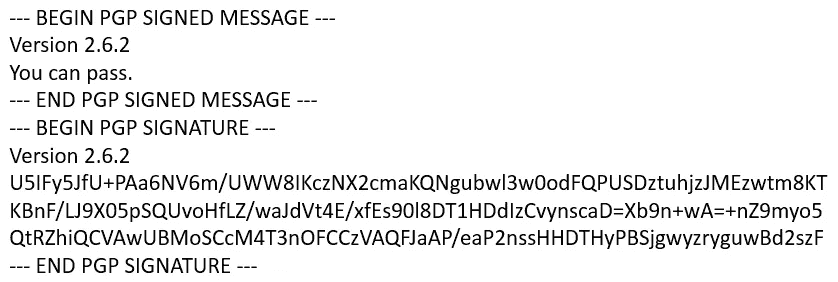 --- BEGIN PGP SIGNED MESSAGE ---
Version 2.6.2
You can pass.
--- END PGP SIGNED MESSAGE ---
--- BEGIN PGP SIGNATURE ---
Version 2.6.2
U5IFy5JfU+PAa6NV6m/UWW8IKczNX2cmaKQNgubwl3w0odFQPUSDztuhjzJMEzwtm8KT
KBnF/LJ9X05pSQUvoHfLZ/waJdVt4E/xfEs90l8DT1HDdIzCvynscaD=Xb9n+wA=+nZ9myo5
QtRZhiQCVAwUBMoSCcM4T3nOFCCzVAQFJaAP/eaP2nssHHDTHyPBSjgwyzryguwBd2szF
--- END PGP SIGNATURE ---